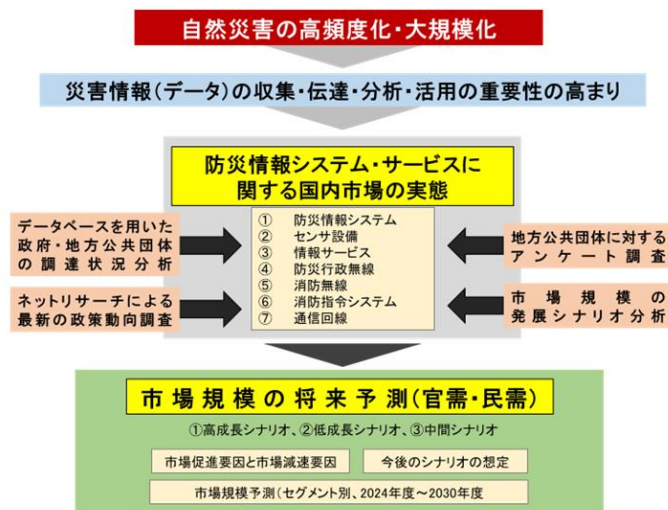 自然災害の高頻度化・大規模化
災害情報(データ)の収集・伝達・分析・活用の重要性の高まり
防災情報システム・サービスに
関する国内市場の実態
データベースを用いた
政府・地方公共団体
の調達状況分析
ネットリサーチによる
最新の政策動向調査
① 防災情報システム
② センサ設備
③ 情報サービス
④ 防災行政無線
⑤ 消防無線
⑥ 消防指令システム
⑦ 通信回線
地方公共団体に対する
アンケート調査
市場規模の
発展シナリオ分析
市場規模の将来予測(官需・民需)
①高成長シナリオ、②低成長シナリオ、③中間シナリオ
市場促進要因と市場減速要因
今後のシナリオの想定
市場規模予測(セグメント別、2024年度～2030年度